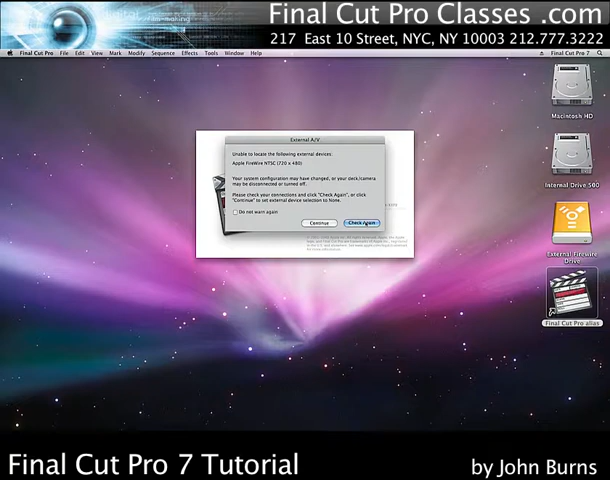 Final Cut Pro Classes .com
digital film-making
217 East 10 Street, NYC, NY 10003 212.777.3222
Final Cut Pro File Edit View Mark Modify Sequence Effects Tools Window Help Final Cut Pro 7
Macintosh HD
External A/V
Unable to locate the following external devices:
Apple FireWire NTSC (720 x 480)
Your system configuration may have changed, or your deck/camera
may be disconnected or turned off.
Please check your connections and click "Check Again", or click
"Continue" to set external device selection to None.
Do not warn again
Continue Check Again
Internal Drive 500
External Firewire
Drive
Final Cut Pro alias
Final Cut Pro 7 Tutorial
by John Burns